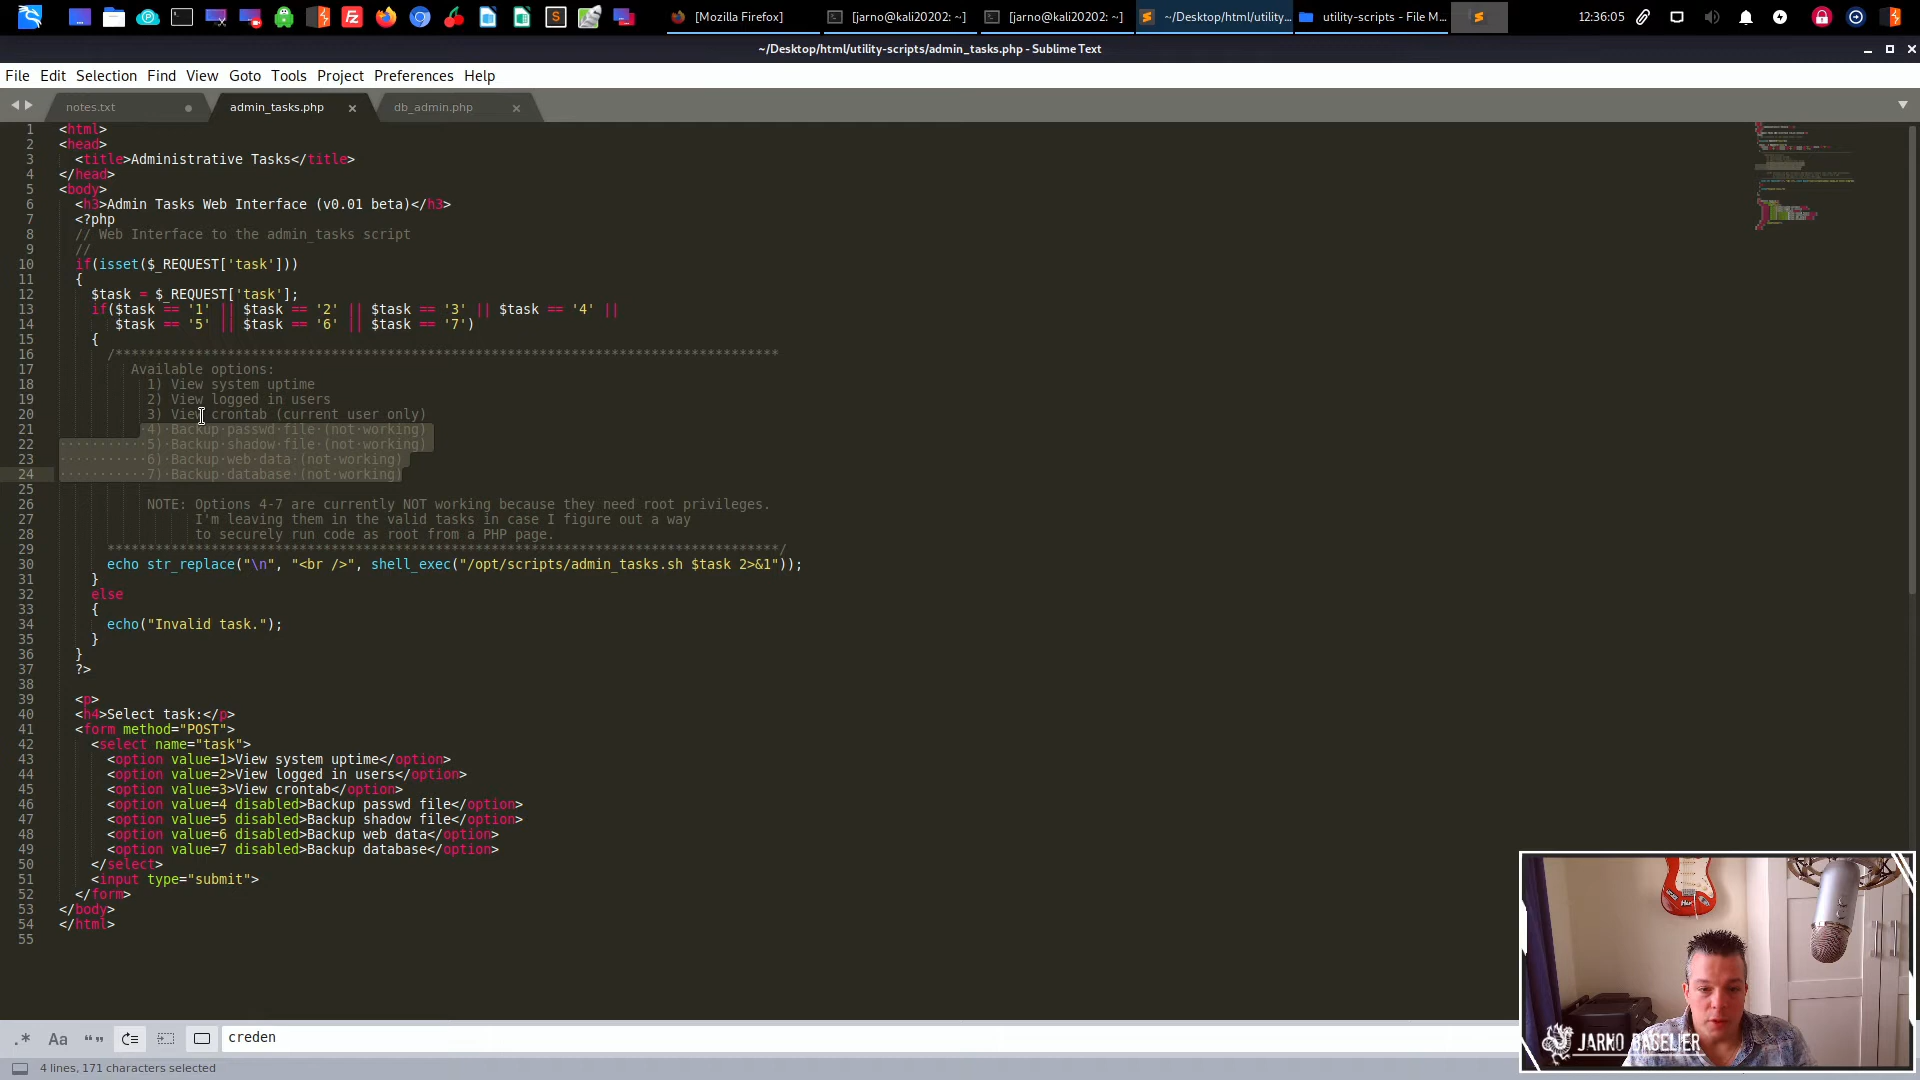 [Mozilla Firefox]
[jarno@kali20202: ~]
[jarno@kali20202: ~]
~/Desktop/html/utility...
utility-scripts - File M...
12:36:05
~/Desktop/html/utility-scripts/admin_tasks.php - Sublime Text
File Edit Selection Find View Goto Tools Project Preferences Help
notes.txt
admin_tasks.php
db_admin.php
1 <html>
2 <head>
3 <title>Administrative Tasks</title>
4 </head>
5 <body>
6 <h3>Admin Tasks Web Interface (v0.01 beta)</h3>
7 <?php
8 // Web Interface to the admin_tasks script
9 //
10 if(isset($_REQUEST['task']))
11 {
12 $task = $_REQUEST['task'];
13 if($task == '1' || $task == '2' || $task == '3' || $task == '4' ||
14 $task == '5' || $task == '6' || $task == '7')
15 {
16 /***********************************************************************************
17 Available options:
18 1) View system uptime
19 2) View logged in users
20 3) View crontab (current user only)
21 4) Backup passwd file (not working)
22 5) Backup shadow file (not working)
23 6) Backup web data (not working)
24 7) Backup database (not working)
25
26 NOTE: Options 4-7 are currently NOT working because they need root privileges.
27 I'm leaving them in the valid tasks in case I figure out a way
28 to securely run code as root from a PHP page.
29 ************************************************************************************/
30 echo str_replace("\n", "<br />", shell_exec("/opt/scripts/admin_tasks.sh $task 2>&1"));
31 }
32 else
33 {
34 echo("Invalid task.");
35 }
36 }
37 ?>
38
39 <p>
40 <h4>Select task:</p>
41 <form method="POST">
42 <select name="task">
43 <option value=1>View system uptime</option>
44 <option value=2>View logged in users</option>
45 <option value=3>View crontab</option>
46 <option value=4 disabled>Backup passwd file</option>
47 <option value=5 disabled>Backup shadow file</option>
48 <option value=6 disabled>Backup web data</option>
49 <option value=7 disabled>Backup database</option>
50 </select>
51 <input type="submit">
52 </form>
53 </body>
54 </html>
55
.* Aa “” creden
JARNO BASELIER
4 lines, 171 characters selected